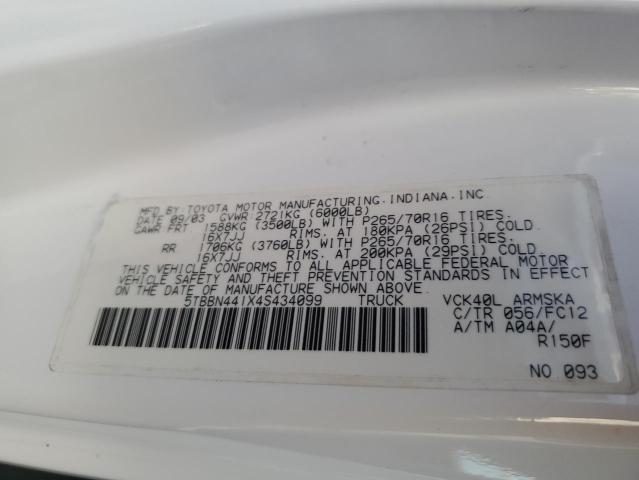 MFD.BY:TOYOTA MOTOR MANUFACTURING.INDIANA.INC
DATE 09/03 GVWR:2721KG (6000LB)
GAWR FRT 1588KG (3500LB) WITH P265/70R16 TIRES.
16X7JJ RIMS. AT 180KPA (26PSI) COLD.
RR 1706KG (3760LB) WITH P265/70R16 TIRES.
16X7JJ RIMS. AT 200KPA (29PSI) COLD.
THIS VEHICLE CONFORMS TO ALL APPLICABLE FEDERAL MOTOR
VEHICLE SAFETY AND THEFT PREVENTION STANDARDS IN EFFECT
ON THE DATE OF MANUFACTURE SHOWN ABOVE.
5TBBN441X4S434099 TRUCK VCK40L ARMSKA
C/TR 056/FC12
A/TM A04A/
R150F
NO.093